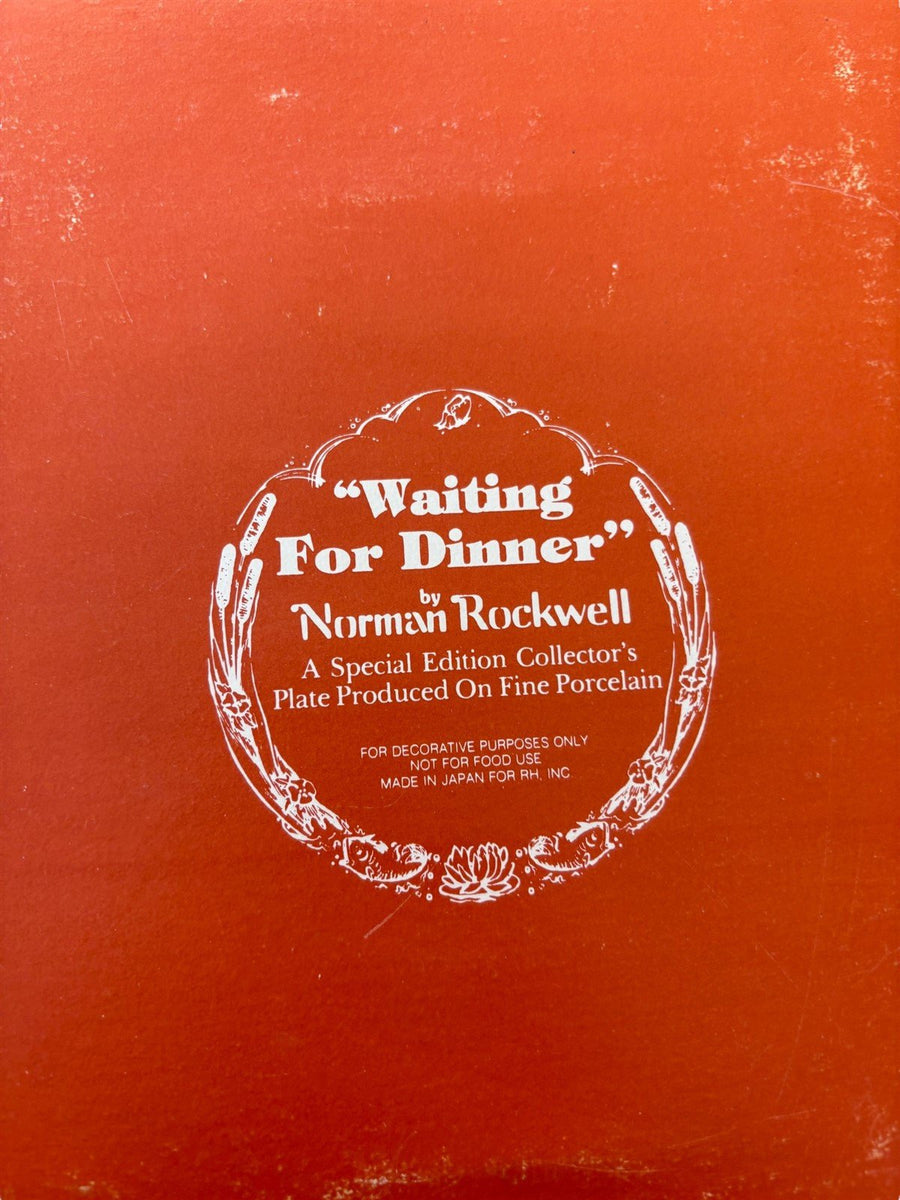 “Waiting
For Dinner”
by
Norman Rockwell
A Special Edition Collector's
Plate Produced On Fine Porcelain
FOR DECORATIVE PURPOSES ONLY
NOT FOR FOOD USE
MADE IN JAPAN FOR RH, INC.